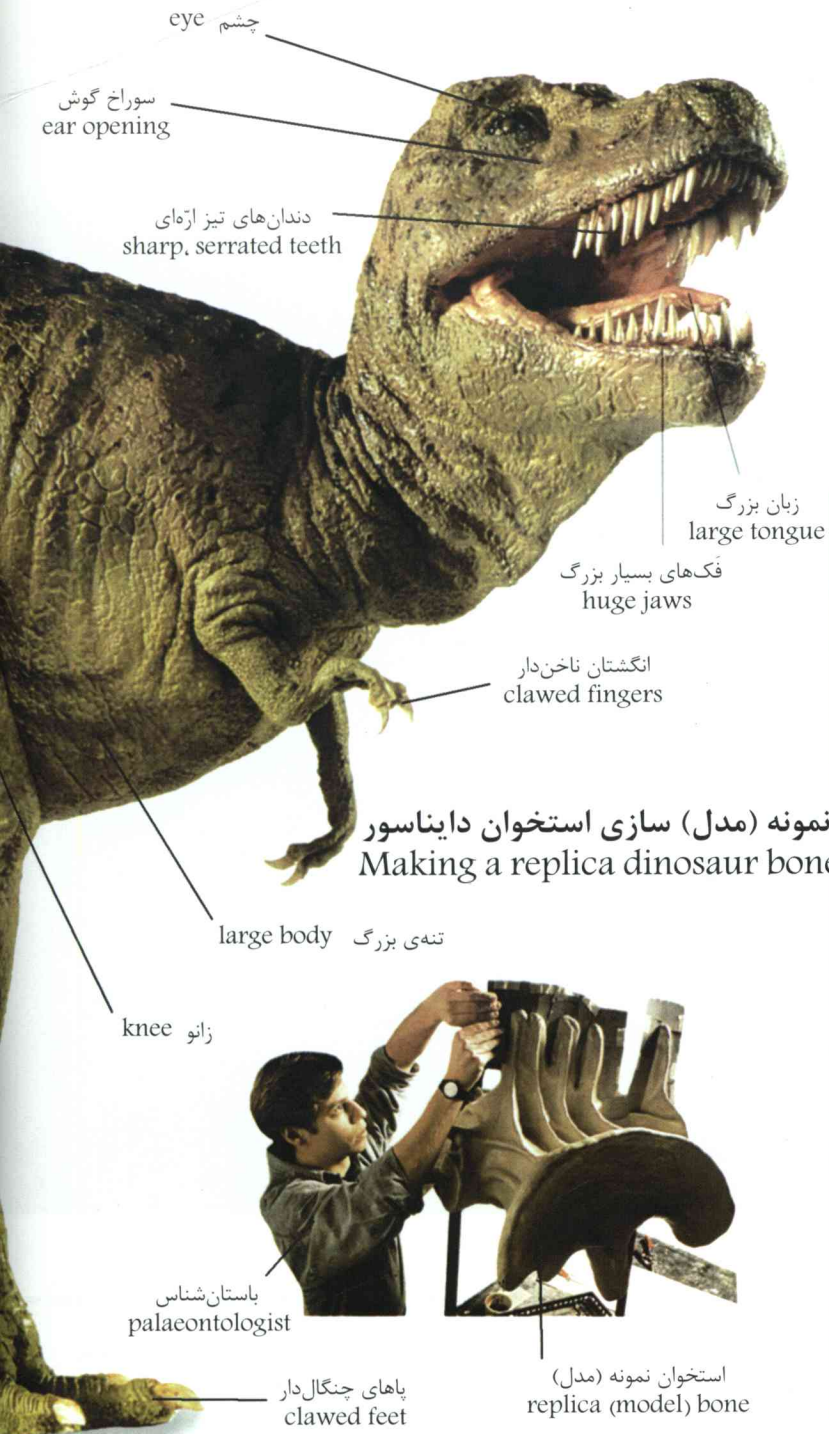 چشم eye
سوراخ گوش
ear opening
دندان‌های تیز ارّه‌ای
sharp, serrated teeth
زبان بزرگ
large tongue
فَک‌های بسیار بزرگ
huge jaws
انگشتان ناخن‌دار
clawed fingers
نمونه (مدل) سازی استخوان دایناسور
Making a replica dinosaur bone
large body تنه‌ی بزرگ
knee زانو
باستان‌شناس
palaeontologist
استخوان نمونه (مدل)
replica (model) bone
پاهای چنگال‌دار
clawed feet